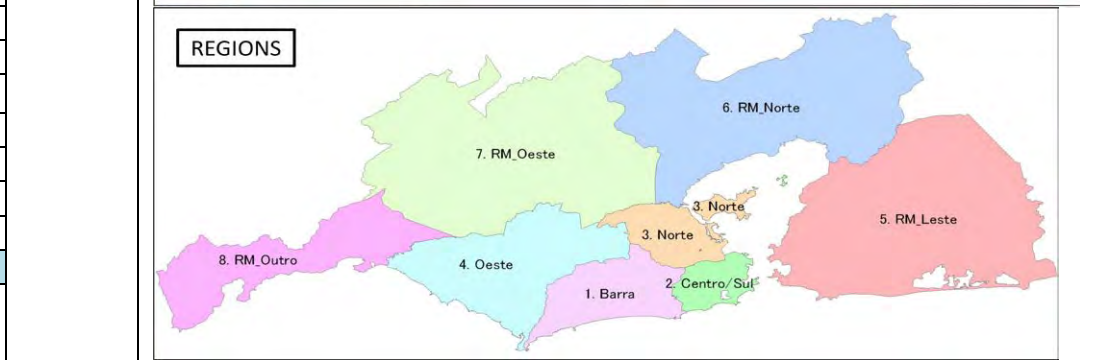 REGIONS
6. RM_Norte
7. RM_Oeste
3. Norte
5. RM_Leste
3. Norte
8. RM_Outro
4. Oeste
2. Centro/Sul
1. Barra